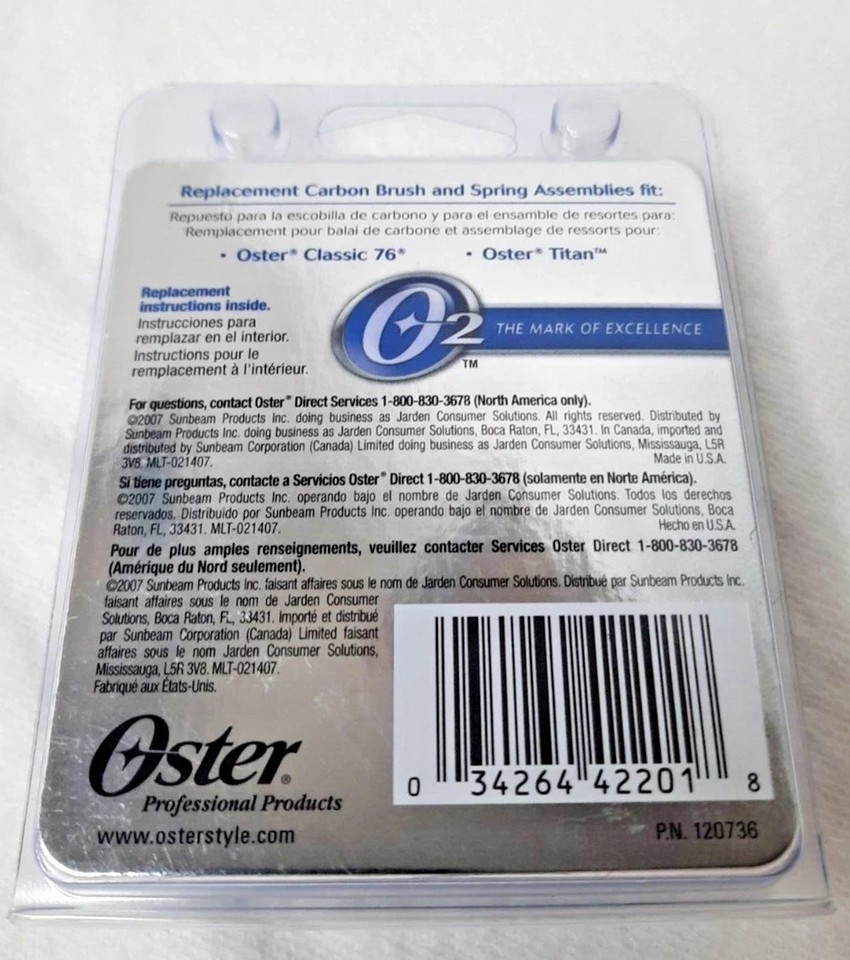 Replacement Carbon Brush and Spring Assemblies fit:
Repuesto para la escobilla de carbono y para el ensamble de resortes para:
Remplacement pour balai de carbone et assemblage de ressorts pour:
• Oster® Classic 76® • Oster® Titan™
Replacement
instructions inside.
Instrucciones para
remplazar en el interior.
Instructions pour le
remplacement à l'intérieur.
O2 THE MARK OF EXCELLENCE
TM
For questions, contact Oster® Direct Services 1-800-830-3678 (North America only).
©2007 Sunbeam Products Inc. doing business as Jarden Consumer Solutions. All rights reserved. Distributed by
Sunbeam Products Inc. doing business as Jarden Consumer Solutions, Boca Raton, FL, 33431. In Canada, imported and
distributed by Sunbeam Corporation (Canada) Limited doing business as Jarden Consumer Solutions, Mississauga, L5R
3V8. MLT-021407. Made in U.S.A.
Si tiene preguntas, contacte a Servicios Oster® Direct 1-800-830-3678 (solamente en Norte América).
©2007 Sunbeam Products Inc. operando bajo el nombre de Jarden Consumer Solutions. Todos los derechos
reservados. Distribuido por Sunbeam Products Inc. operando bajo el nombre de Jarden Consumer Solutions, Boca
Raton, FL, 33431. MLT-021407. Hecho en U.S.A.
Pour de plus amples renseignements, veuillez contacter Services Oster Direct 1-800-830-3678
(Amérique du Nord seulement).
©2007 Sunbeam Products Inc. faisant affaires sous le nom de Jarden Consumer Solutions. Distribué par Sunbeam Products Inc.
faisant affaires sous le nom de Jarden Consumer
Solutions, Boca Raton, FL, 33431. Importé et distribué
par Sunbeam Corporation (Canada) Limited faisant
affaires sous le nom Jarden Consumer Solutions,
Mississauga, L5R 3V8. MLT-021407.
Fabriqué aux États-Unis.
0 34264 42201 8
Oster®
Professional Products
www.osterstyle.com
P.N. 120736